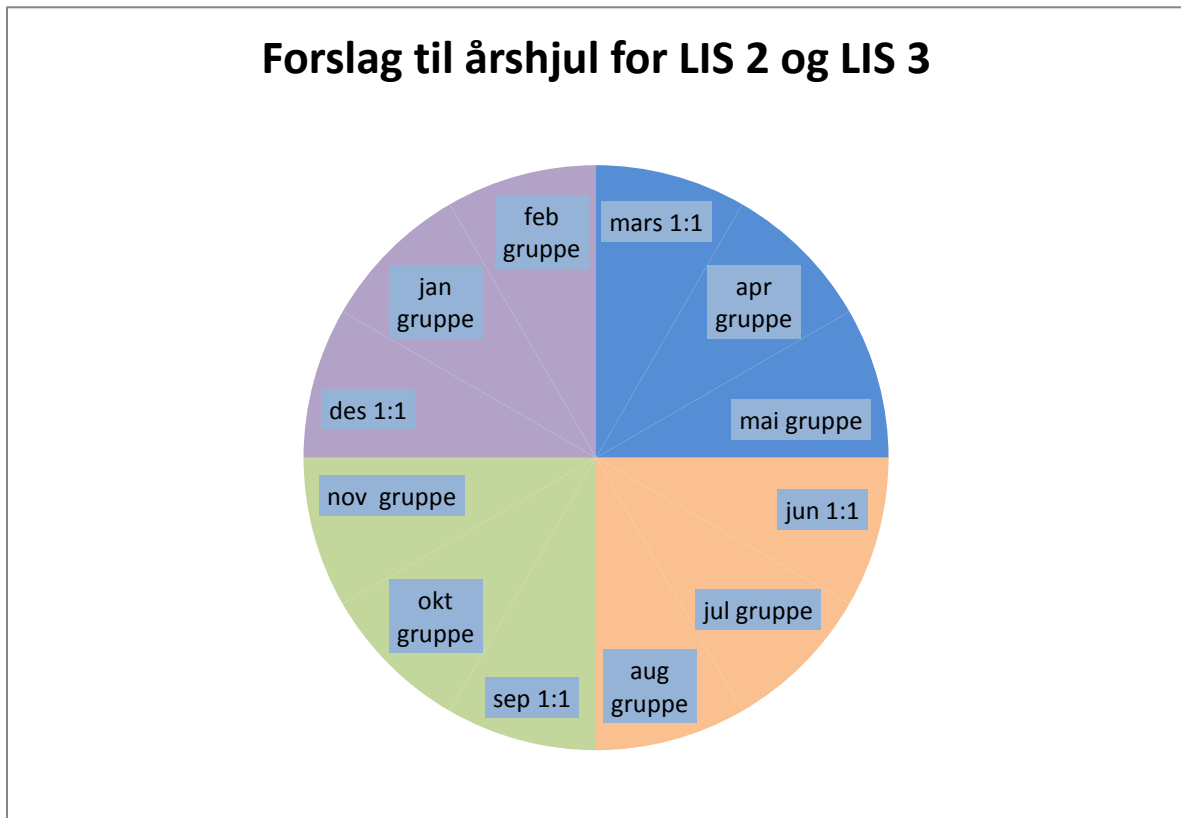 Forslag til årshjul for LIS 2 og LIS 3
mars 1:1
apr
gruppe
mai gruppe
jun 1:1
jul gruppe
aug
gruppe
sep 1:1
okt
gruppe
nov  gruppe
des 1:1
jan
gruppe
feb
gruppe